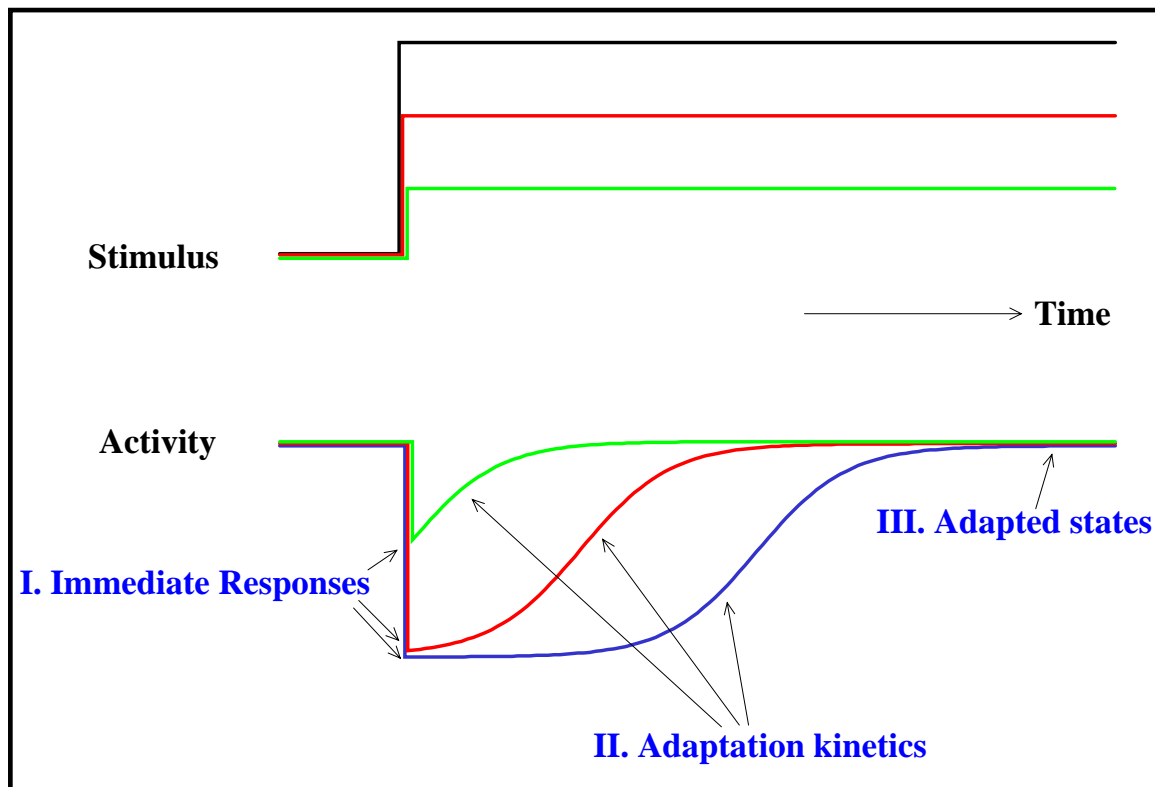 Stimulus
Time
Activity
III. Adapted states
I. Immediate Responses
II. Adaptation kinetics